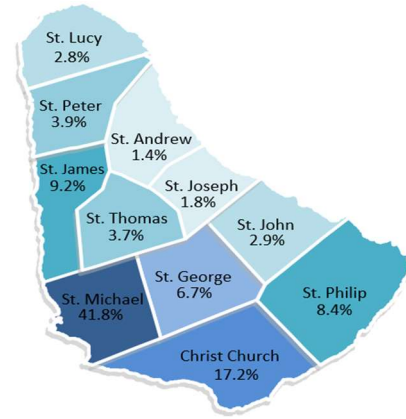 St. Lucy
2.8%
St. Peter
3.9%
St. Andrew
1.4%
St. James
9.2%
St. Joseph
1.8%
St. Thomas
3.7%
St. John
2.9%
St. George
6.7%
St. Michael
41.8%
St. Philip
8.4%
Christ Church
17.2%